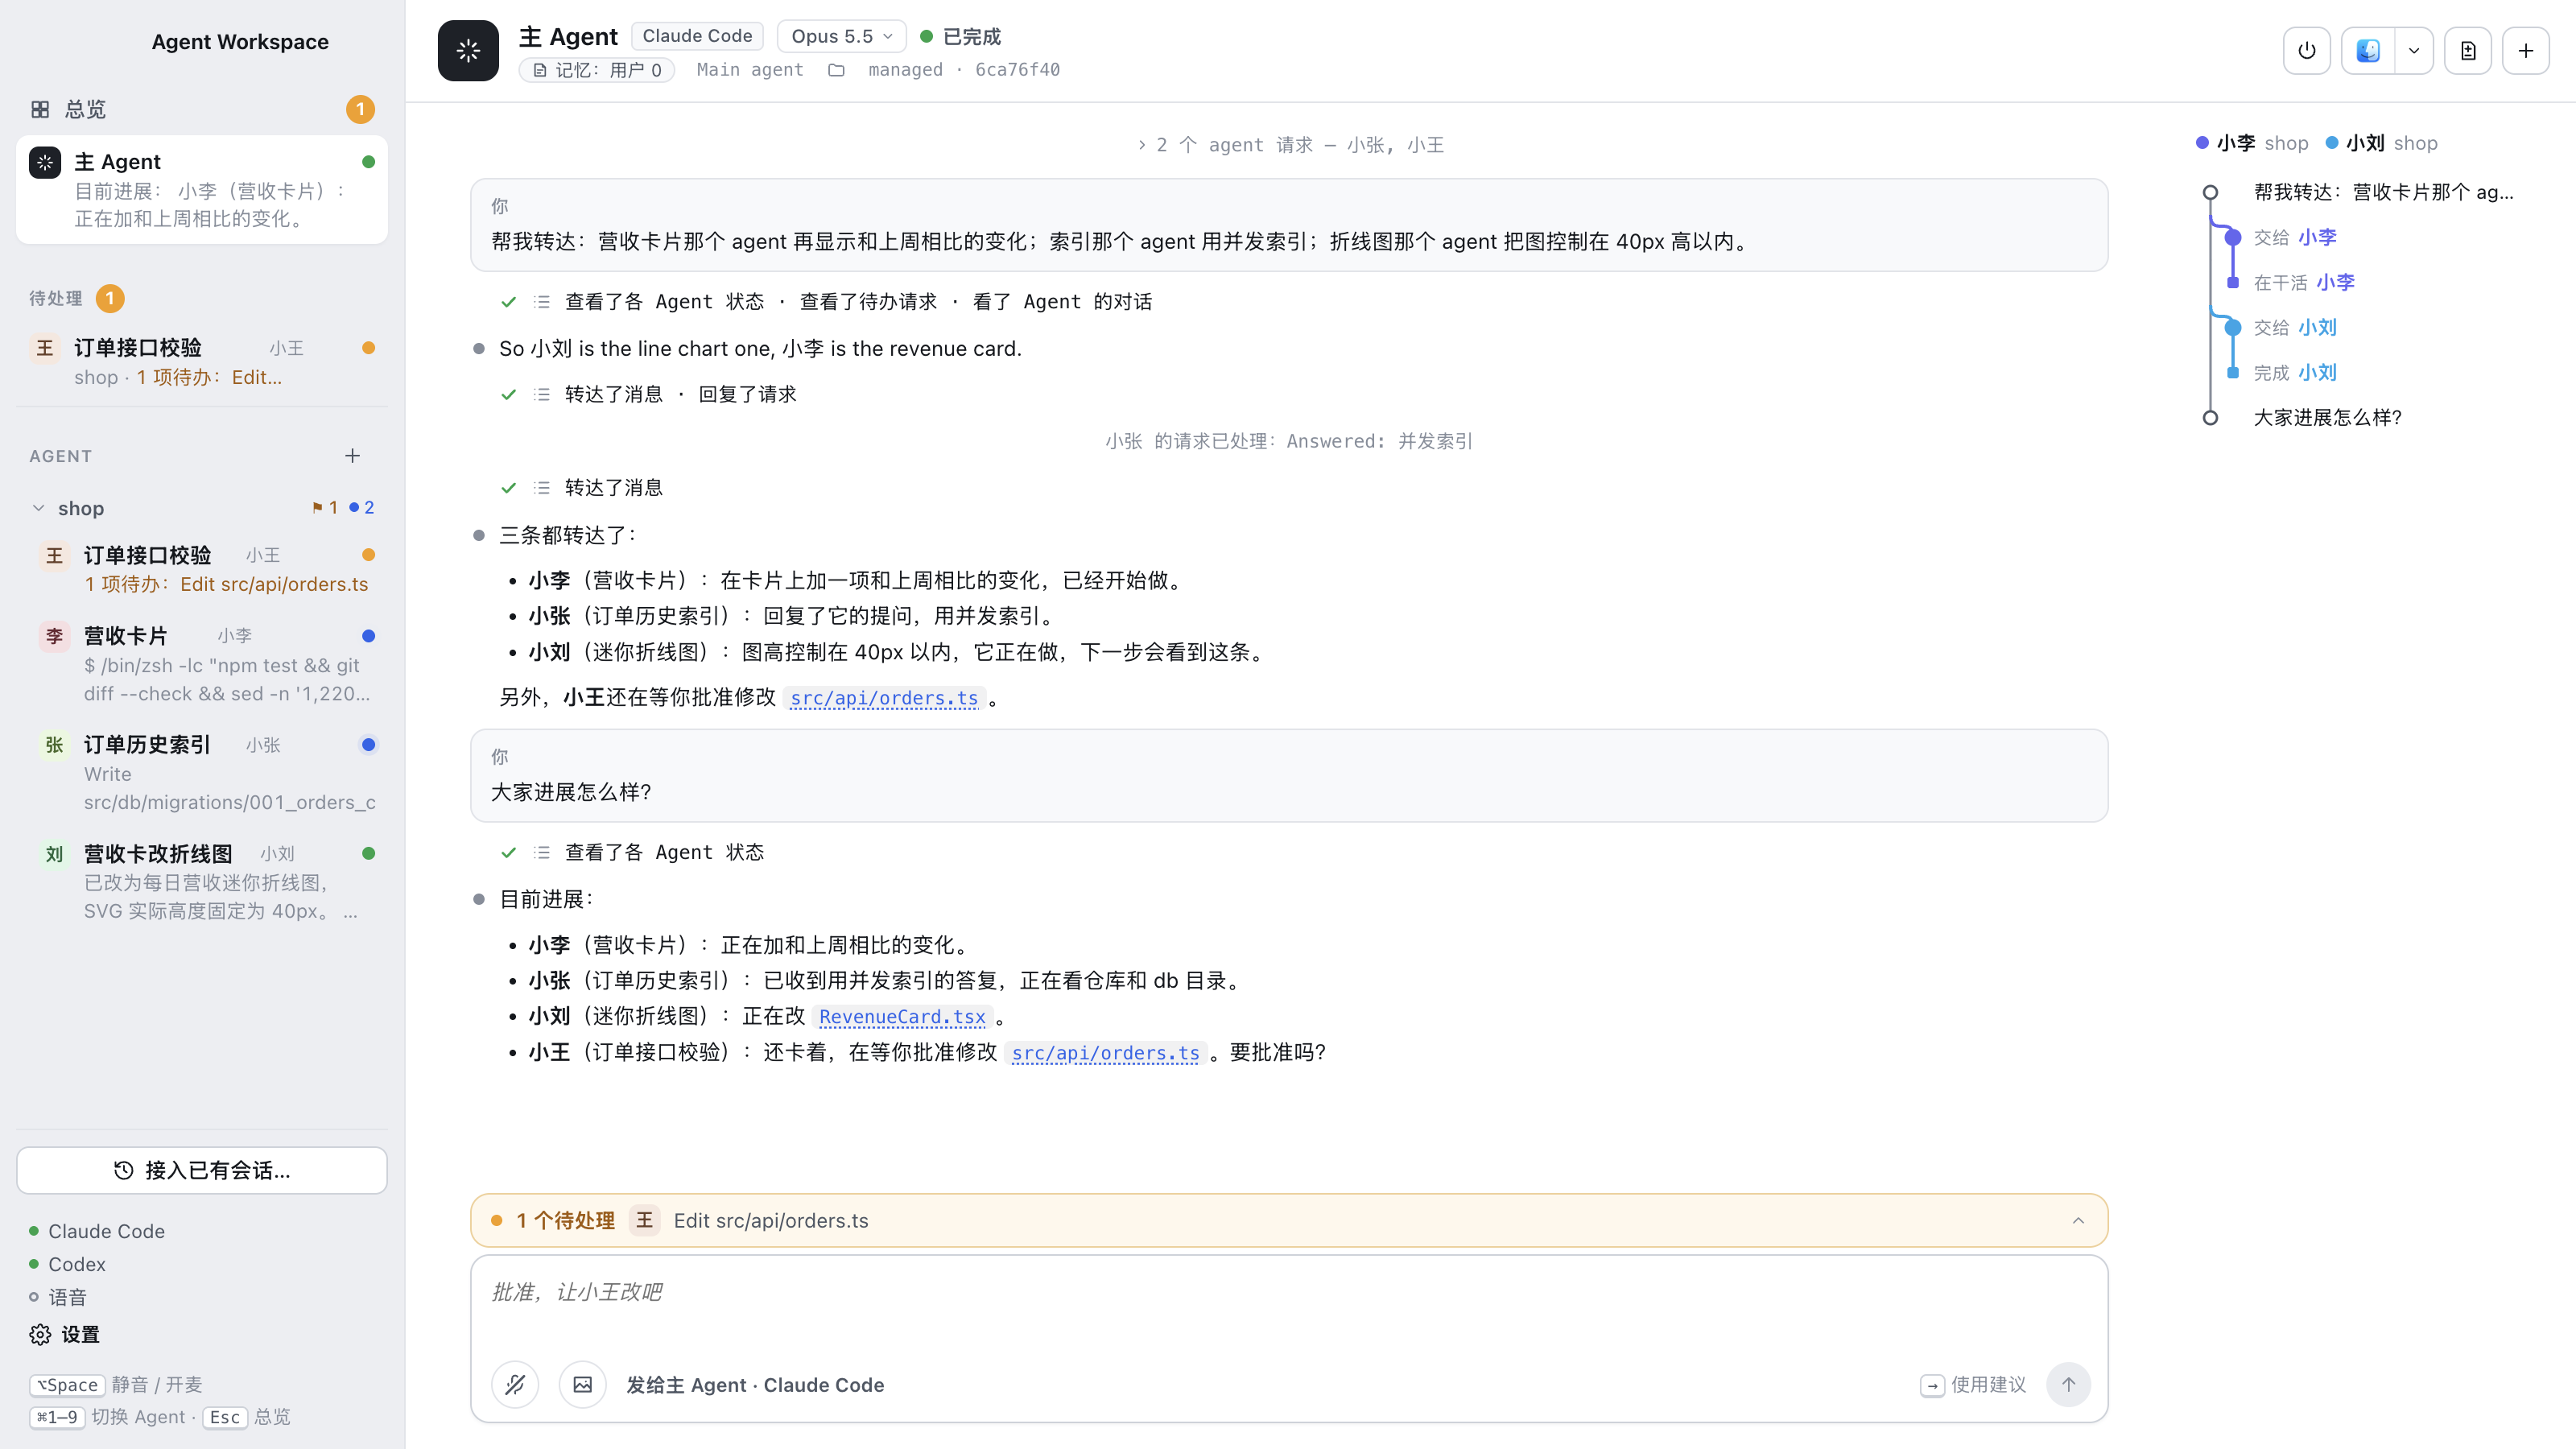 Agent Workspace
总览 1
主 Agent
目前进展： 小李（营收卡片）：
正在加和上周相比的变化。
待处理 1
王 订单接口校验 小王
shop · 1 项待办：Edit...
AGENT
shop 1 2
王 订单接口校验 小王
1 项待办：Edit src/api/orders.ts
李 营收卡片 小李
$ /bin/zsh -lc "npm test && git
diff --check && sed -n '1,220...
张 订单历史索引 小张
Write
src/db/migrations/001_orders_c
刘 营收卡改折线图 小刘
已改为每日营收迷你折线图，
SVG 实际高度固定为 40px。 ...
接入已有会话...
Claude Code
Codex
语音
设置
⌥Space 静音 / 开麦
⌘1–9 切换 Agent · Esc 总览
主 Agent Claude Code Opus 5.5 已完成
记忆：用户 0 Main agent managed · 6ca76f40
› 2 个 agent 请求 — 小张, 小王
你
帮我转达：营收卡片那个 agent 再显示和上周相比的变化；索引那个 agent 用并发索引；折线图那个 agent 把图控制在 40px 高以内。
查看了各 Agent 状态 · 查看了待办请求 · 看了 Agent 的对话
So 小刘 is the line chart one, 小李 is the revenue card.
转达了消息 · 回复了请求
小张 的请求已处理：Answered: 并发索引
转达了消息
三条都转达了：
• 小李（营收卡片）：在卡片上加一项和上周相比的变化，已经开始做。
• 小张（订单历史索引）：回复了它的提问，用并发索引。
• 小刘（迷你折线图）：图高控制在 40px 以内，它正在做，下一步会看到这条。
另外，小王还在等你批准修改 src/api/orders.ts 。
你
大家进展怎么样？
查看了各 Agent 状态
目前进展：
• 小李（营收卡片）：正在加和上周相比的变化。
• 小张（订单历史索引）：已收到用并发索引的答复，正在看仓库和 db 目录。
• 小刘（迷你折线图）：正在改 RevenueCard.tsx 。
• 小王（订单接口校验）：还卡着，在等你批准修改 src/api/orders.ts 。要批准吗？
1 个待处理 王 Edit src/api/orders.ts
批准，让小王改吧
发给主 Agent · Claude Code
→ 使用建议
小李 shop 小刘 shop
帮我转达：营收卡片那个 ag...
交给 小李
在干活 小李
交给 小刘
完成 小刘
大家进展怎么样？